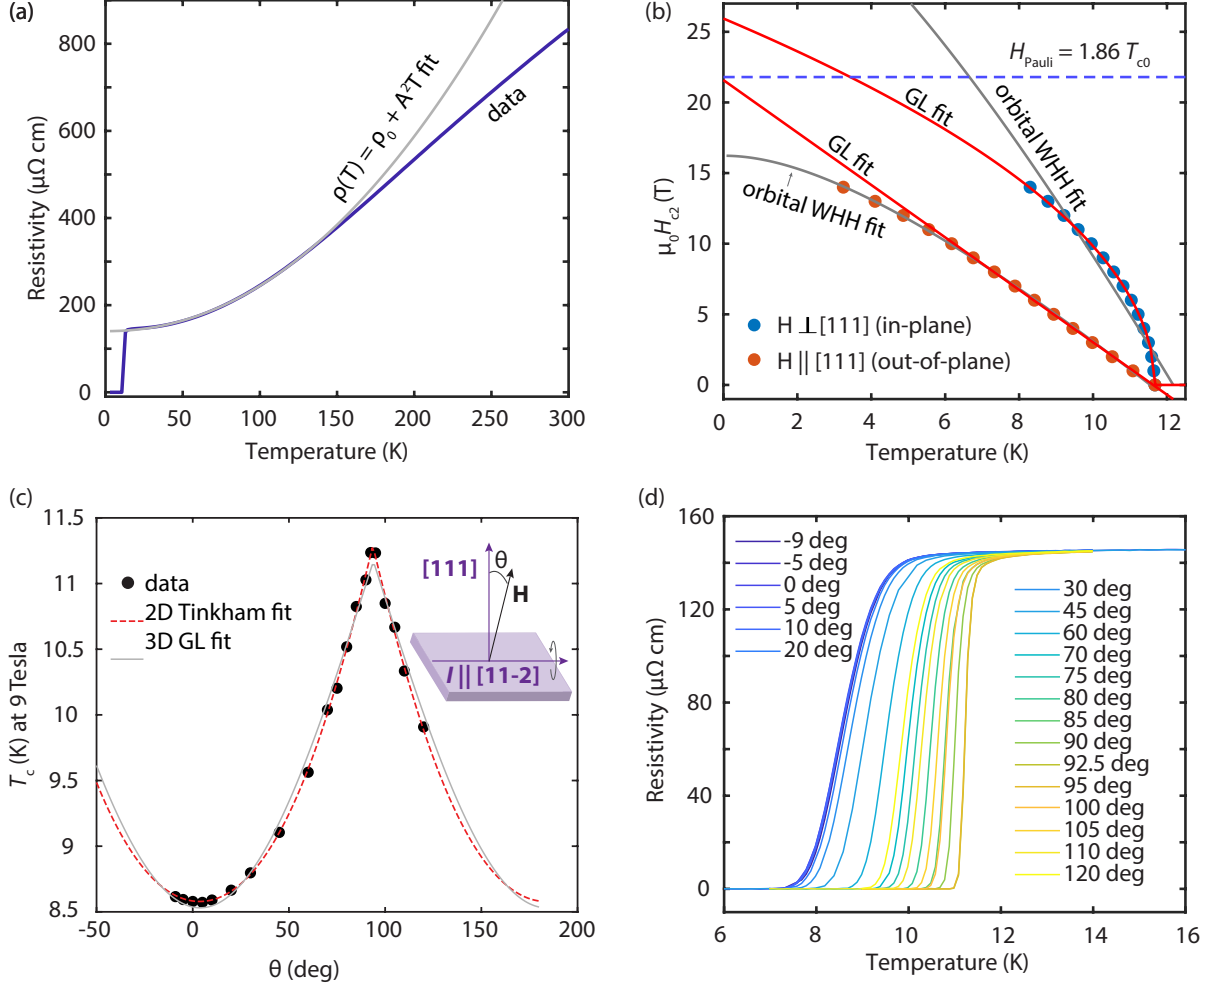 (a)
800
600
400
200
0
0
50
100
150
200
250
300
Resistivity (μΩ cm)
Temperature (K)
ρ(T) = ρ0 + A²T fit
data
(b)
25
20
15
10
5
0
0
2
4
6
8
10
12
μ0Hc2 (T)
Temperature (K)
HPauli = 1.86 Tc0
GL fit
GL fit
orbital WHH fit
orbital WHH fit
H ⊥ [111] (in-plane)
H || [111] (out-of-plane)
(c)
11.5
11
10.5
10
9.5
9
8.5
-50
0
50
100
150
200
Tc (K) at 9 Tesla
θ (deg)
data
2D Tinkham fit
3D GL fit
[111]
θ
H
I || [11-2]
(d)
160
120
80
40
0
6
8
10
12
14
16
Resistivity (μΩ cm)
Temperature (K)
-9 deg
-5 deg
0 deg
5 deg
10 deg
20 deg
30 deg
45 deg
60 deg
70 deg
75 deg
80 deg
85 deg
90 deg
92.5 deg
95 deg
100 deg
105 deg
110 deg
120 deg